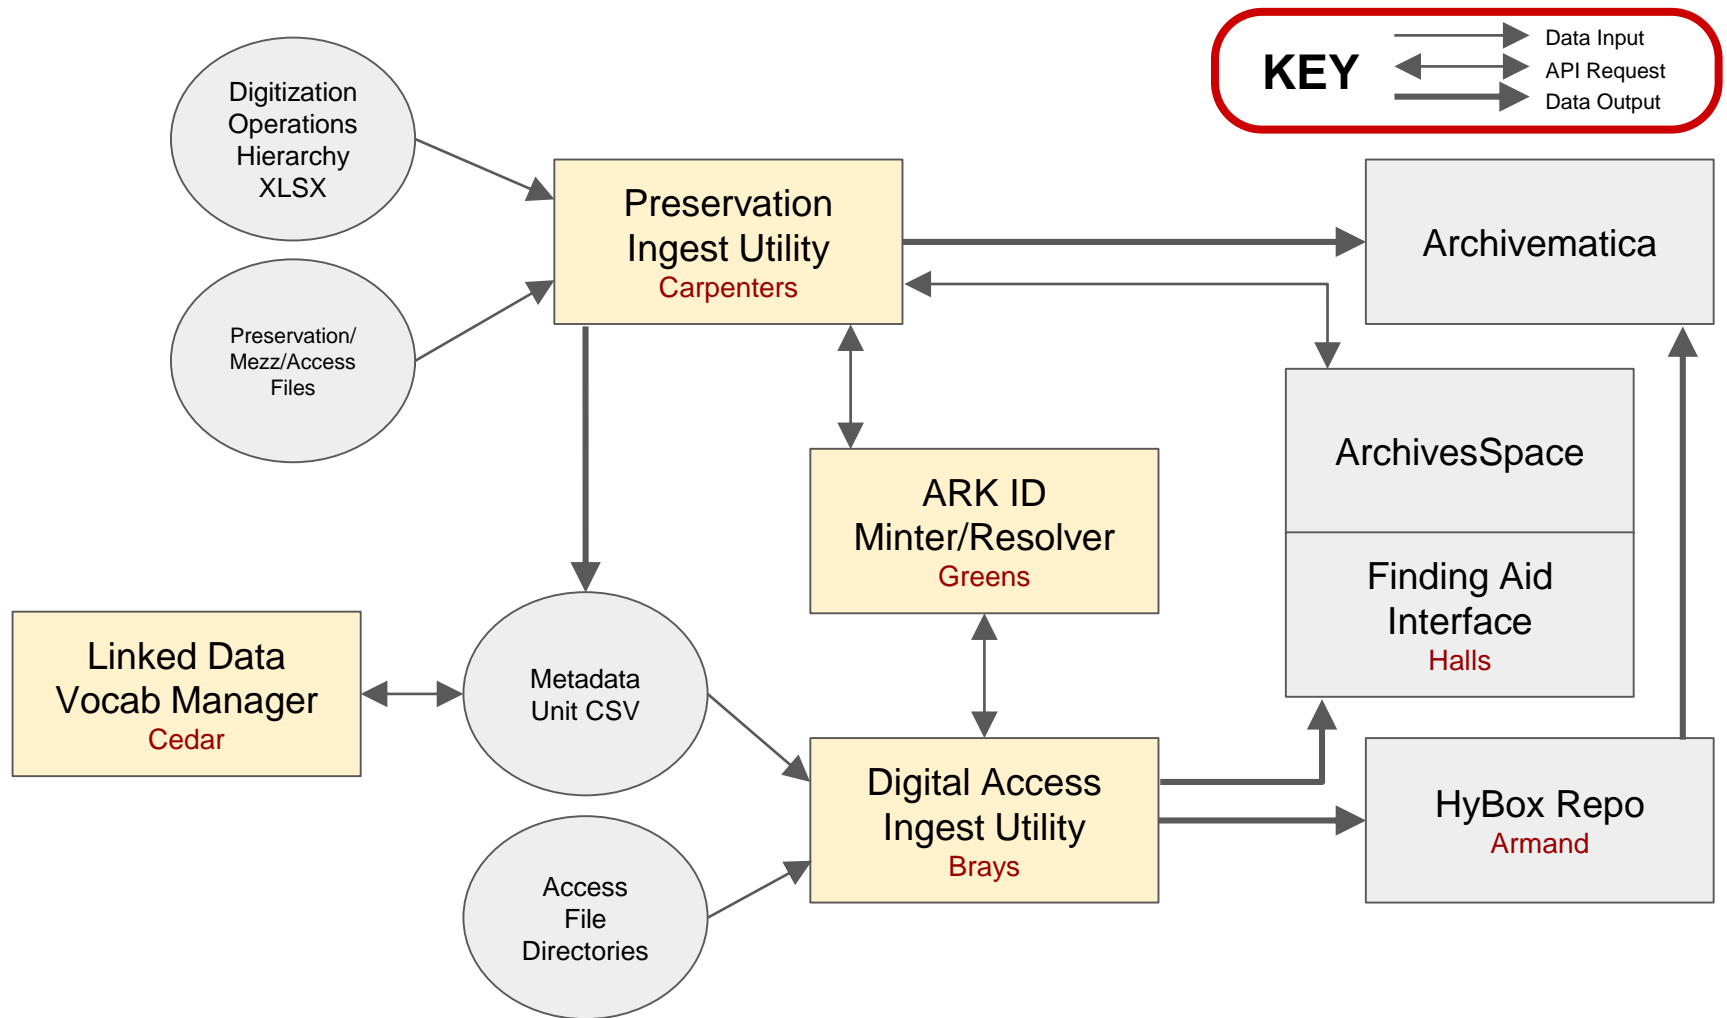 KEY
Data Input
API Request
Data Output
Digitization
Operations
Hierarchy
XLSX
Preservation
Ingest Utility
Carpenters
Archivematica
Preservation/
Mezz/Access
Files
ArchivesSpace
ARK ID
Minter/Resolver
Greens
Finding Aid
Interface
Halls
Linked Data
Vocab Manager
Cedar
Metadata
Unit CSV
Digital Access
Ingest Utility
Brays
HyBox Repo
Armand
Access
File
Directories